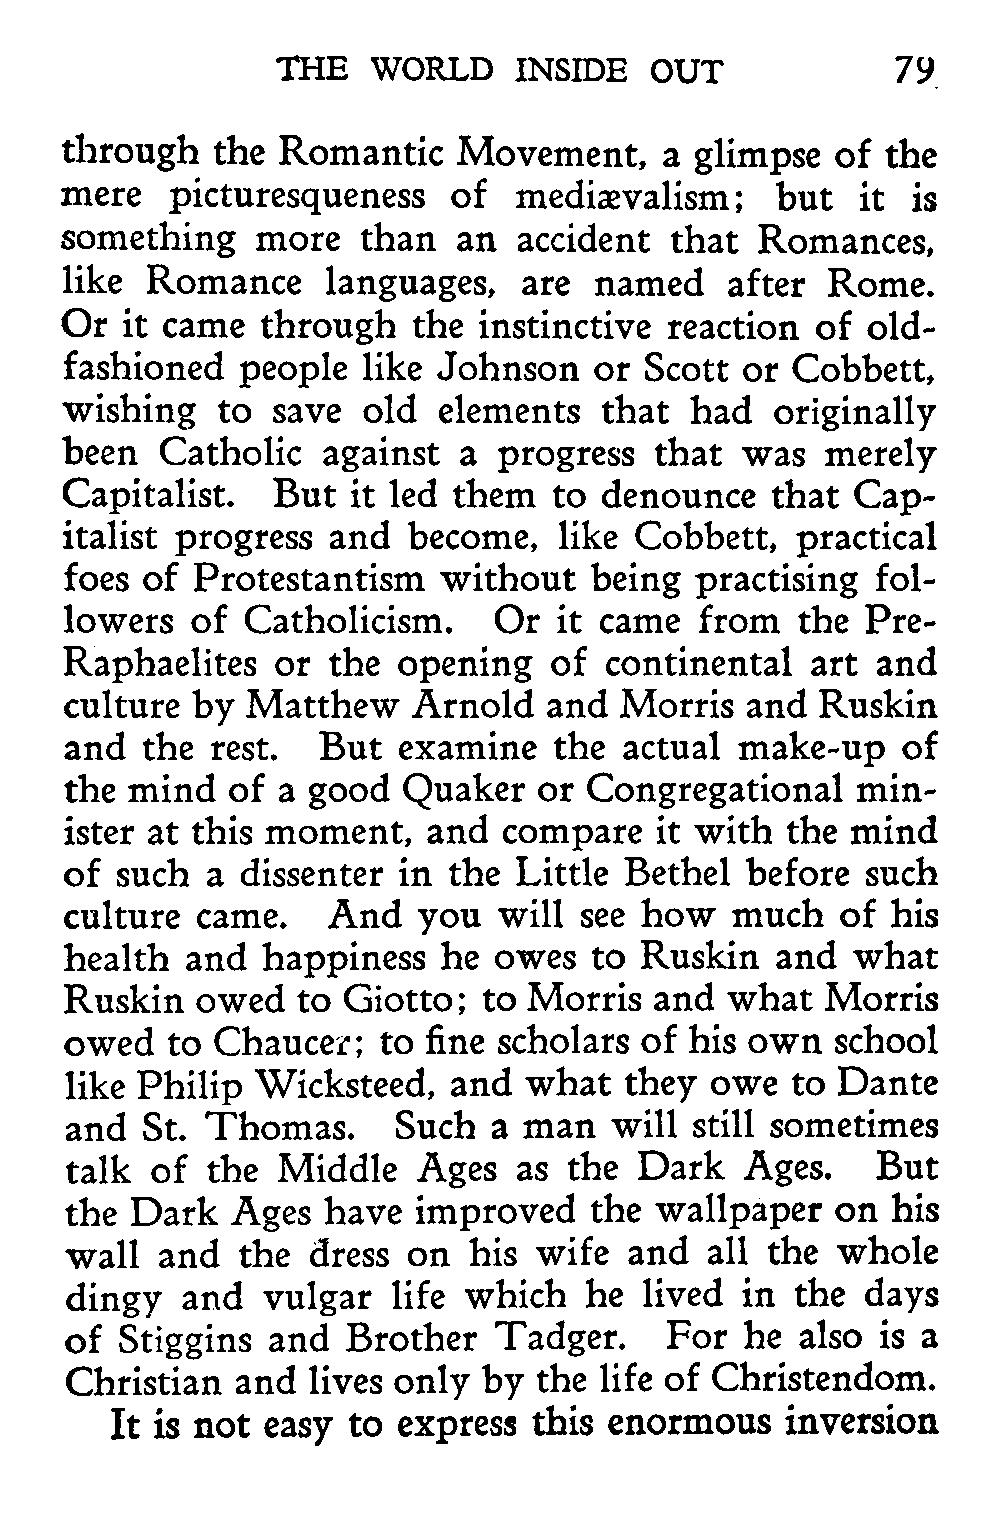 THE WORLD INSIDE OUT 79
through the Romantic Movement, a glimpse of the
mere picturesqueness of mediævalism; but it is
something more than an accident that Romances,
like Romance languages, are named after Rome.
Or it came through the instinctive reaction of old-
fashioned people like Johnson or Scott or Cobbett,
wishing to save old elements that had originally
been Catholic against a progress that was merely
Capitalist. But it led them to denounce that Cap-
italist progress and become, like Cobbett, practical
foes of Protestantism without being practising fol-
lowers of Catholicism. Or it came from the Pre-
Raphaelites or the opening of continental art and
culture by Matthew Arnold and Morris and Ruskin
and the rest. But examine the actual make-up of
the mind of a good Quaker or Congregational min-
ister at this moment, and compare it with the mind
of such a dissenter in the Little Bethel before such
culture came. And you will see how much of his
health and happiness he owes to Ruskin and what
Ruskin owed to Giotto; to Morris and what Morris
owed to Chaucer; to fine scholars of his own school
like Philip Wicksteed, and what they owe to Dante
and St. Thomas. Such a man will still sometimes
talk of the Middle Ages as the Dark Ages. But
the Dark Ages have improved the wallpaper on his
wall and the dress on his wife and all the whole
dingy and vulgar life which he lived in the days
of Stiggins and Brother Tadger. For he also is a
Christian and lives only by the life of Christendom.
It is not easy to express this enormous inversion